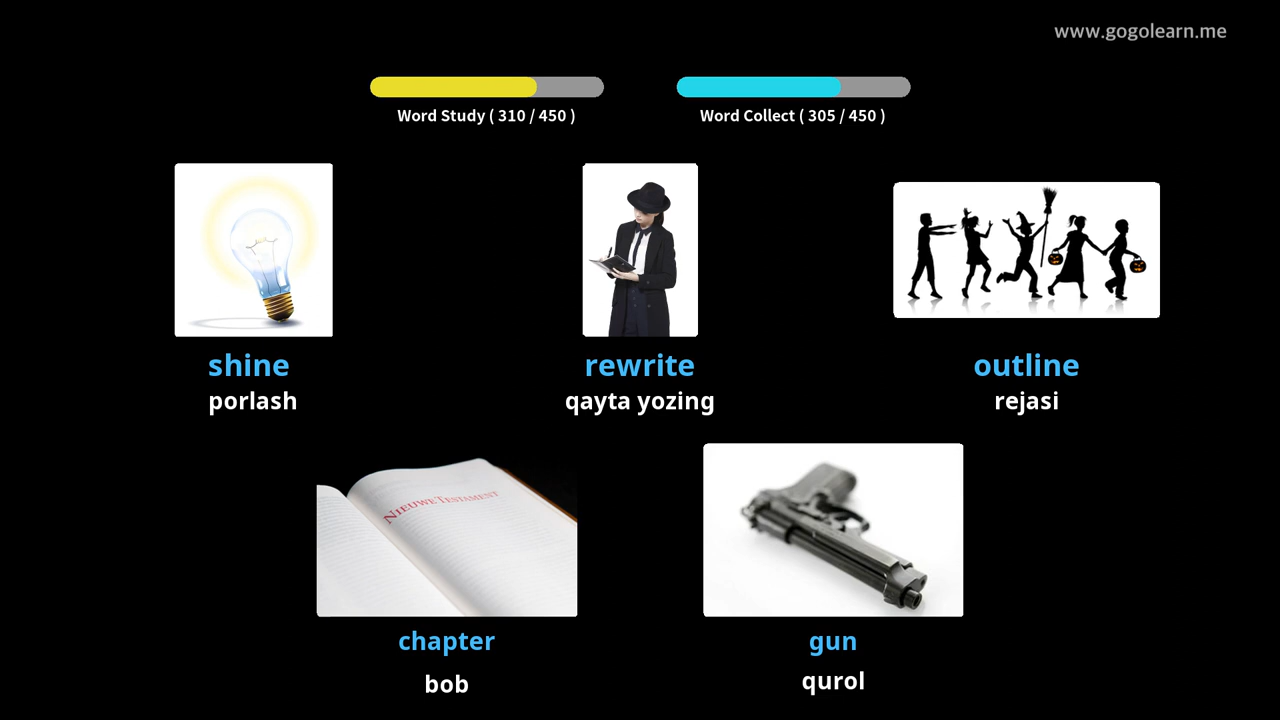 www.gogolearn.me
Word Study ( 310 / 450 )
Word Collect ( 305 / 450 )
shine
porlash
rewrite
qayta yozing
outline
rejasi
NIEUWE TESTAMENT
chapter
bob
gun
qurol